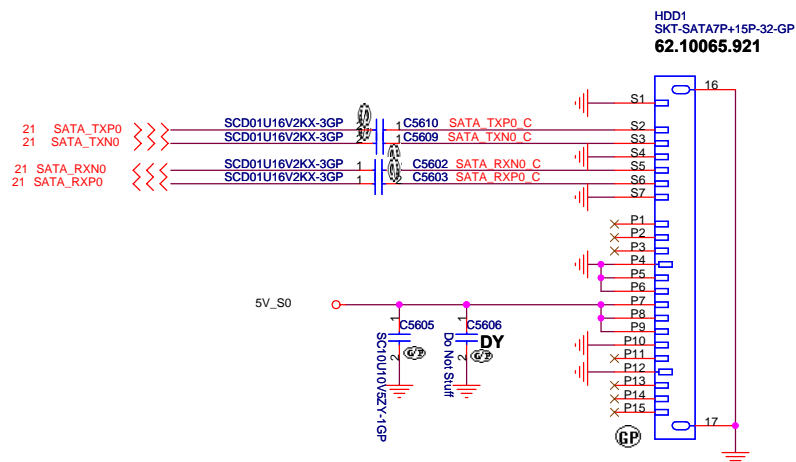 HDD1
SKT-SATA7P+15P-32-GP
62.10065.921
16
S1
21 SATA_TXP0 SCD01U16V2KX-3GP 1 C5610 SATA_TXP0_C S2
21 SATA_TXN0 SCD01U16V2KX-3GP 2 1 C5609 SATA_TXN0_C S3
S4
21 SATA_RXN0 SCD01U16V2KX-3GP 1 C5602 SATA_RXN0_C S5
21 SATA_RXP0 SCD01U16V2KX-3GP 1 2 C5603 SATA_RXP0_C S6
S7
P1
P2
P3
P4
P5
P6
5V_S0 P7
P8
P9
P10
P11
P12
P13
P14
P15
1 C5605
2 G/P
SC10U10V5ZY-1GP
1 C5606
DY
2 G/P
Do Not Stuff
17
GP